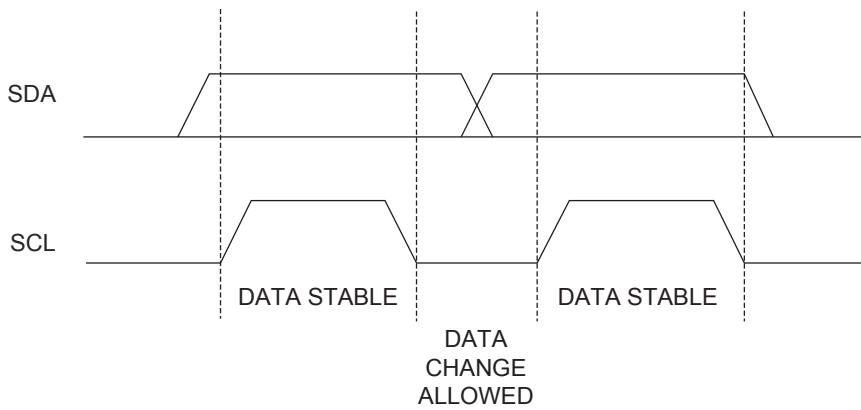 SDA
SCL
DATA STABLE
DATA STABLE
DATA
CHANGE
ALLOWED